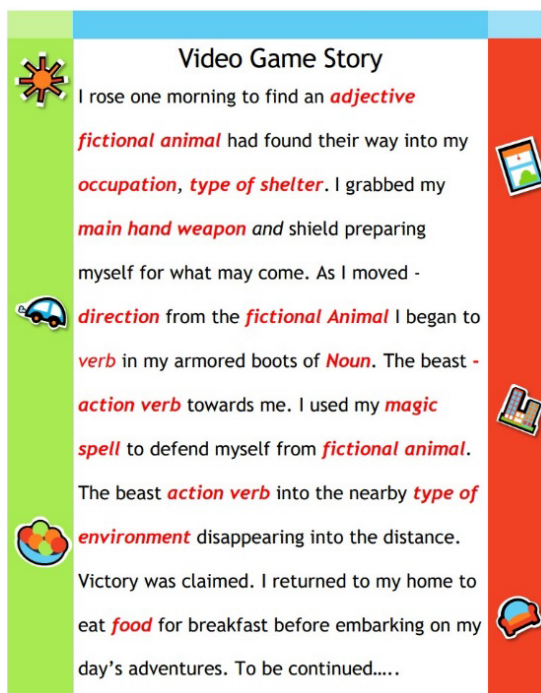 Video Game Story
I rose one morning to find an adjective
fictional animal had found their way into my
occupation, type of shelter. I grabbed my
main hand weapon and shield preparing
myself for what may come. As I moved -
direction from the fictional Animal I began to
verb in my armored boots of Noun. The beast -
action verb towards me. I used my magic
spell to defend myself from fictional animal.
The beast action verb into the nearby type of
environment disappearing into the distance.
Victory was claimed. I returned to my home to
eat food for breakfast before embarking on my
day’s adventures. To be continued…..